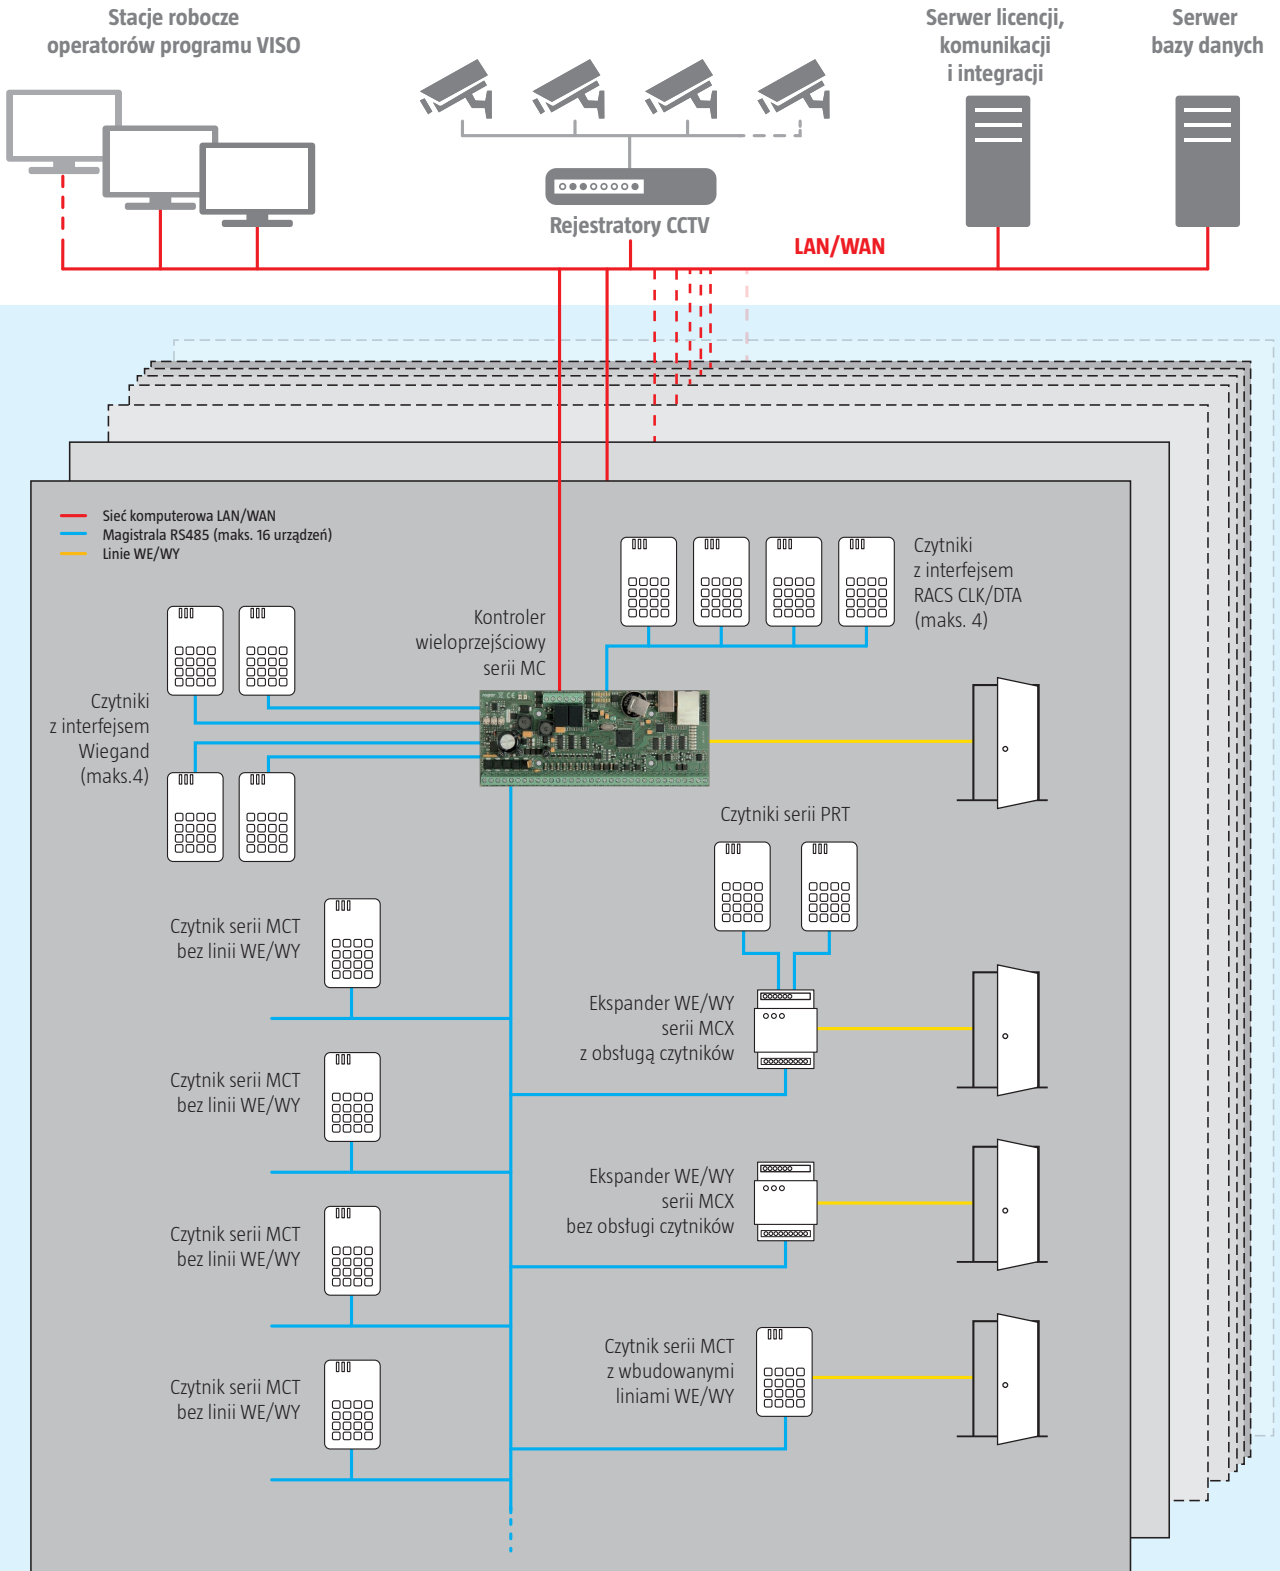 Stacje robocze
operatorów programu VISO
Serwer licencji,
komunikacji
i integracji
Serwer
bazy danych
Rejestratory CCTV
LAN/WAN
Sieć komputerowa LAN/WAN
Magistrala RS485 (maks. 16 urządzeń)
Linie WE/WY
Czytniki
z interfejsem
RACS CLK/DTA
(maks. 4)
Kontroler
wieloprzejściowy
serii MC
Czytniki
z interfejsem
Wiegand
(maks.4)
Czytniki serii PRT
Czytnik serii MCT
bez linii WE/WY
Ekspander WE/WY
serii MCX
z obsługą czytników
Czytnik serii MCT
bez linii WE/WY
Ekspander WE/WY
serii MCX
bez obsługi czytników
Czytnik serii MCT
bez linii WE/WY
Czytnik serii MCT
z wbudowanymi
liniami WE/WY
Czytnik serii MCT
bez linii WE/WY